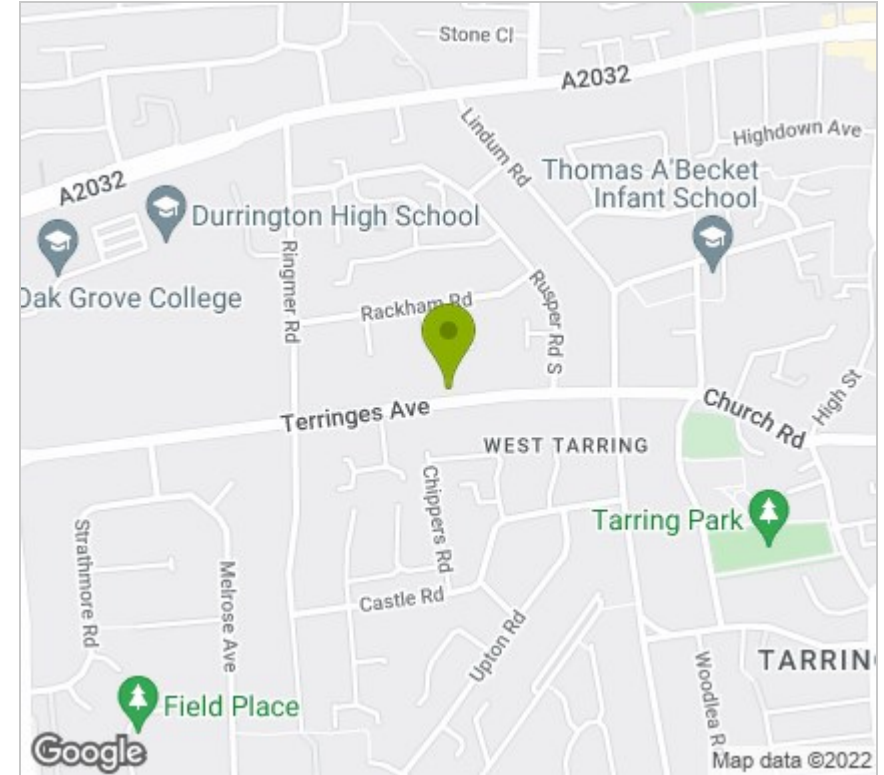 Stone Cl
A2032
Lindum Rd
Highdown Ave
Thomas A'Becket
Infant School
A2032
Durrington High School
Oak Grove College
Ringmer Rd
Rackham Rd
Rusper Rd S
Terringes Ave
Church Rd
High St
WEST TARRING
Chippers Rd
Tarring Park
Strathmore Rd
Melrose Ave
Castle Rd
Upton Rd
Woodlea R
TARRIN
Field Place
Google
Map data ©2022